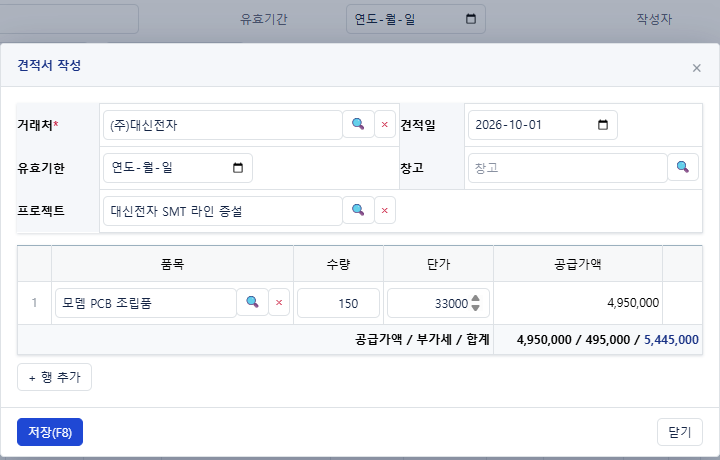 유효기간 연도-월-일 작성자
견적서 작성 ×
거래처* (주)대신전자 × 견적일 2026-10-01
유효기한 연도-월-일 창고 창고
프로젝트 대신전자 SMT 라인 증설 ×
품목 수량 단가 공급가액
1 모뎀 PCB 조립품 × 150 33000 4,950,000
공급가액 / 부가세 / 합계 4,950,000 / 495,000 / 5,445,000
+ 행 추가
저장(F8) 닫기